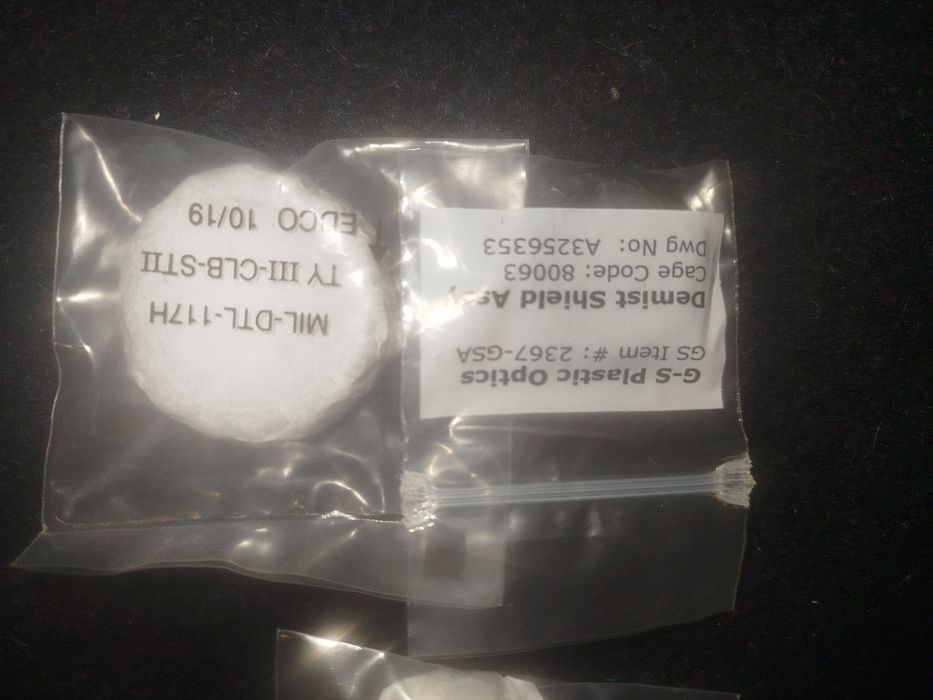 MIL-DTL-117H
TY III-CLB-STII
EDCO 10/19
G-S Plastic Optics
GS Item #: 2367-GSA
Demist Shield Assy
Cage Code: 80063
Dwg No: A3256353